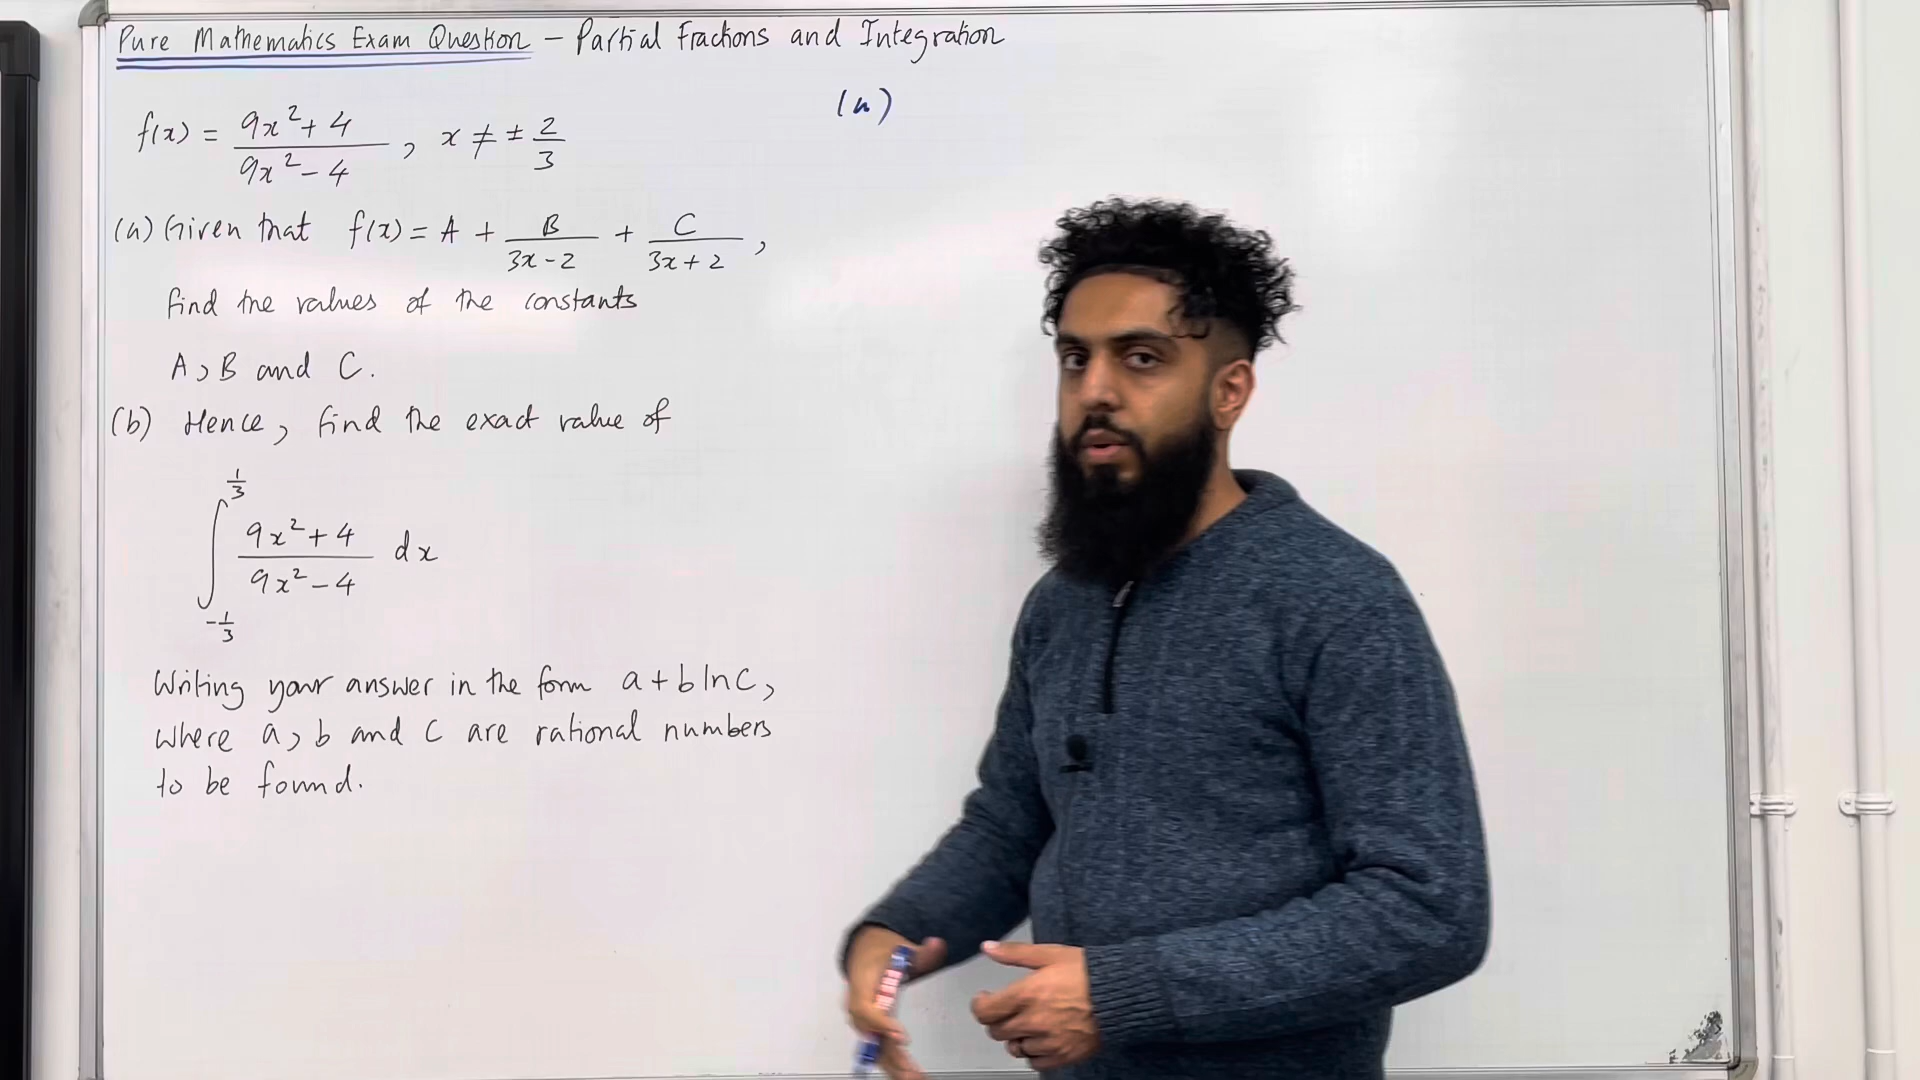 Pure Mathematics Exam Question – Partial Fractions and Integration
f(x) = (9x² + 4)/(9x² - 4), x ≠ ± 2/3
(a) Given that f(x) = A + B/(3x - 2) + C/(3x + 2),
find the values of the constants
A, B and C.
(b) Hence, find the exact value of
∫_{-1/3}^{1/3} (9x² + 4)/(9x² - 4) dx
Writing your answer in the form a + b ln c,
where a, b and c are rational numbers
to be found.
(a)